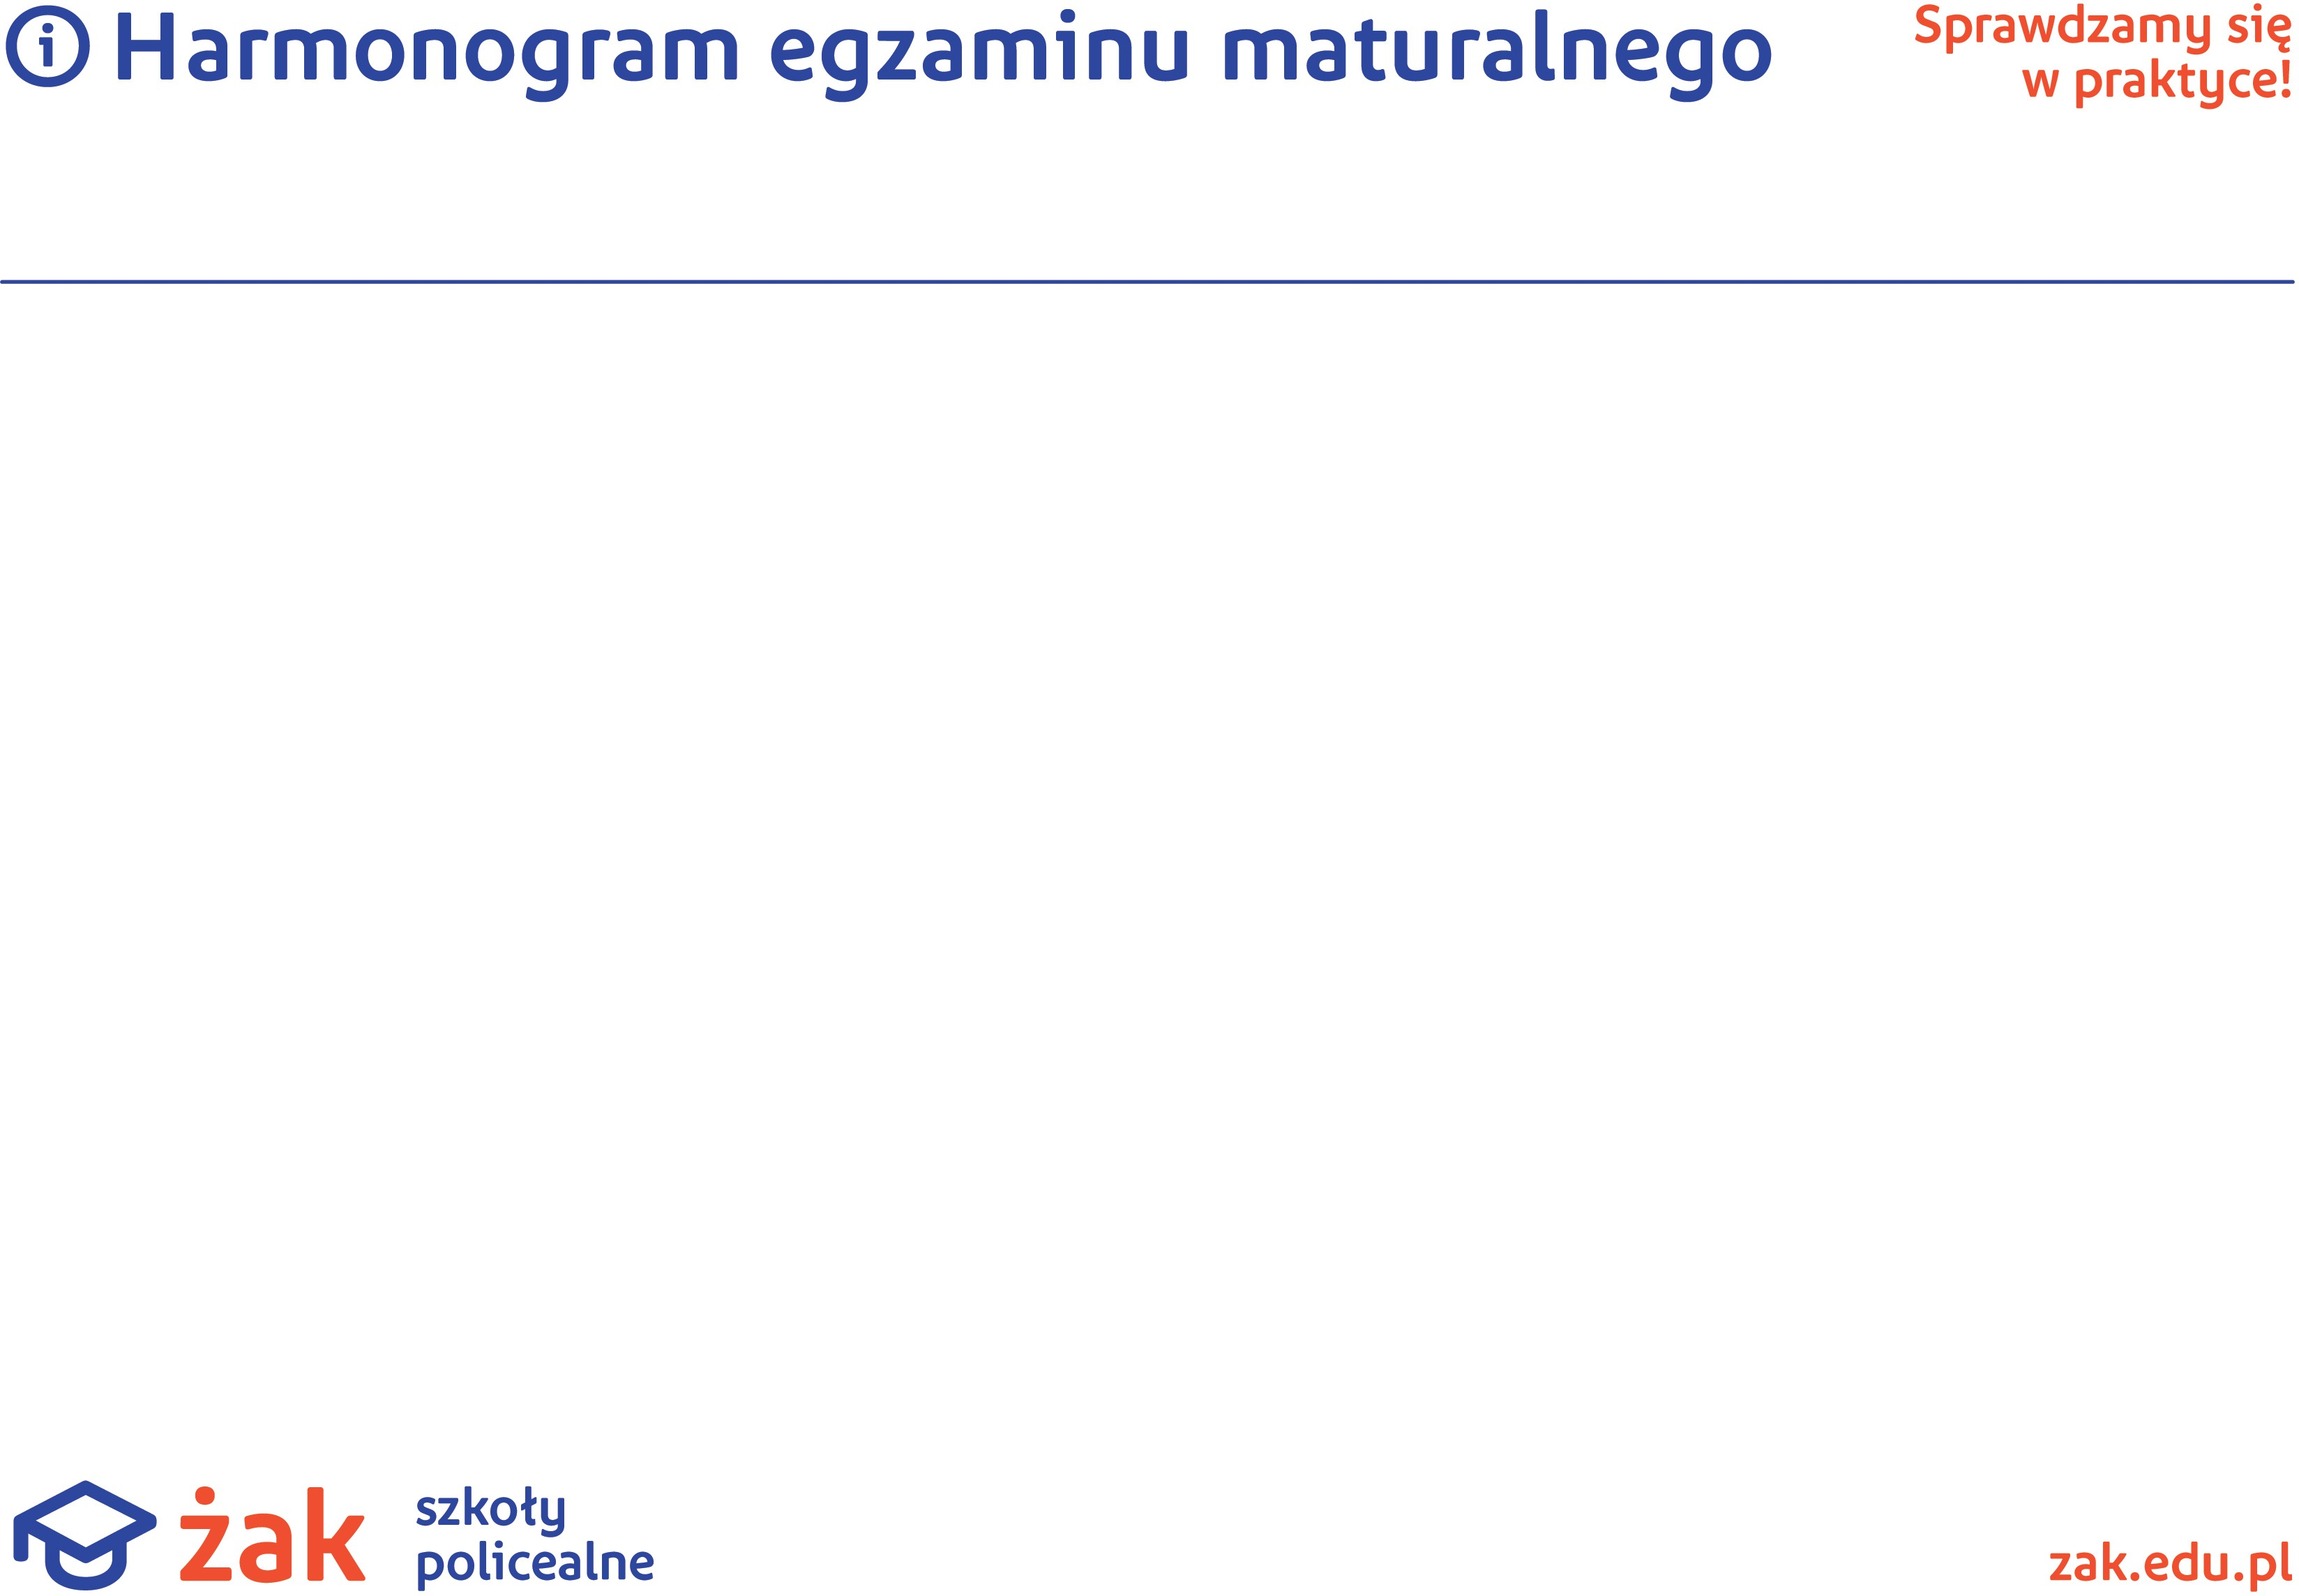 Harmonogram egzaminu maturalnego
Sprawdzamy się
w praktyce!
żak
szkoły
policealne
zak.edu.pl